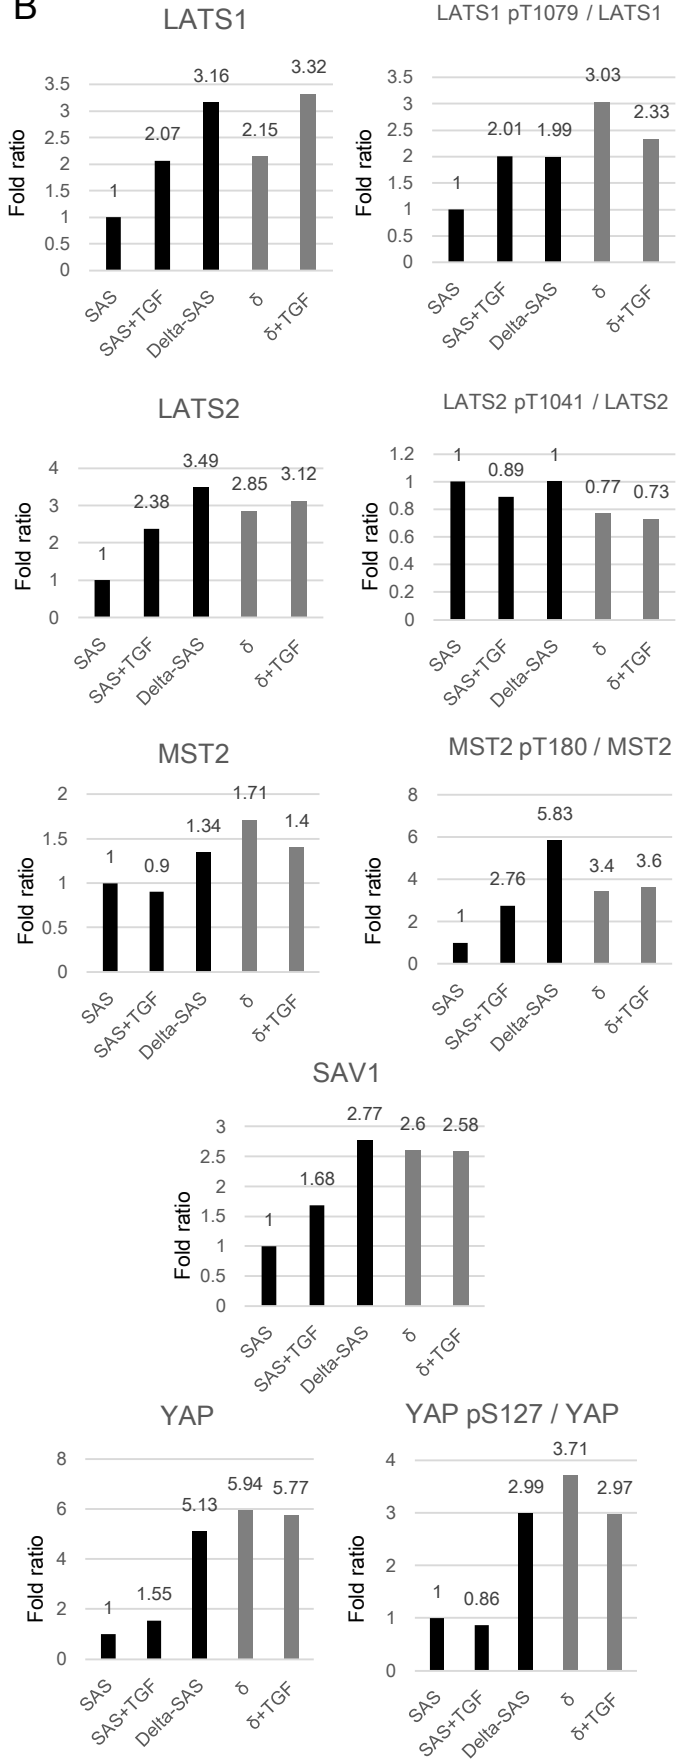 B
LATS1
LATS1 pT1079 / LATS1
Fold ratio
3.5
3
2.5
2
1.5
1
0.5
0
1
2.07
3.16
2.15
3.32
SAS
SAS+TGF
Delta-SAS
δ
δ+TGF
Fold ratio
3.5
3
2.5
2
1.5
1
0.5
0
1
2.01
1.99
3.03
2.33
SAS
SAS+TGF
Delta-SAS
δ
δ+TGF
LATS2
LATS2 pT1041 / LATS2
Fold ratio
4
3
2
1
0
1
2.38
3.49
2.85
3.12
SAS
SAS+TGF
Delta-SAS
δ
δ+TGF
Fold ratio
1.2
1
0.8
0.6
0.4
0.2
0
1
0.89
1
0.77
0.73
SAS
SAS+TGF
Delta-SAS
δ
δ+TGF
MST2
MST2 pT180 / MST2
Fold ratio
2
1.5
1
0.5
0
1
0.9
1.34
1.71
1.4
SAS
SAS+TGF
Delta-SAS
δ
δ+TGF
Fold ratio
8
6
4
2
0
1
2.76
5.83
3.4
3.6
SAS
SAS+TGF
Delta-SAS
δ
δ+TGF
SAV1
Fold ratio
3
2.5
2
1.5
1
0.5
0
1
1.68
2.77
2.6
2.58
SAS
SAS+TGF
Delta-SAS
δ
δ+TGF
YAP
YAP pS127 / YAP
Fold ratio
8
6
4
2
0
1
1.55
5.13
5.94
5.77
SAS
SAS+TGF
Delta-SAS
δ
δ+TGF
Fold ratio
4
3
2
1
0
1
0.86
2.99
3.71
2.97
SAS
SAS+TGF
Delta-SAS
δ
δ+TGF